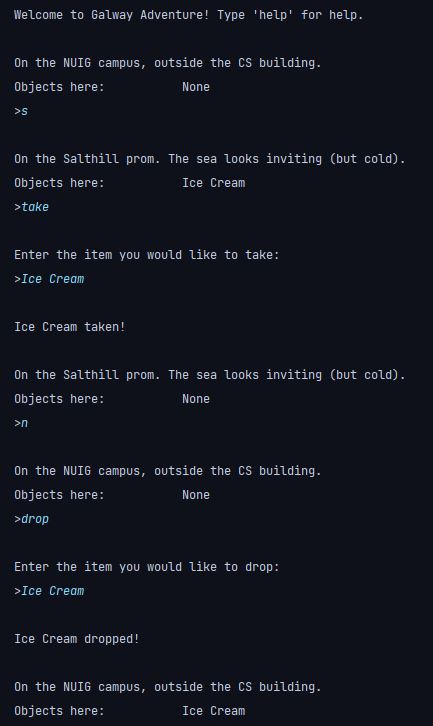 Welcome to Galway Adventure! Type 'help' for help.
On the NUIG campus, outside the CS building.
Objects here:           None
>s
On the Salthill prom. The sea looks inviting (but cold).
Objects here:           Ice Cream
>take
Enter the item you would like to take:
>Ice Cream
Ice Cream taken!
On the Salthill prom. The sea looks inviting (but cold).
Objects here:           None
>n
On the NUIG campus, outside the CS building.
Objects here:           None
>drop
Enter the item you would like to drop:
>Ice Cream
Ice Cream dropped!
On the NUIG campus, outside the CS building.
Objects here:           Ice Cream